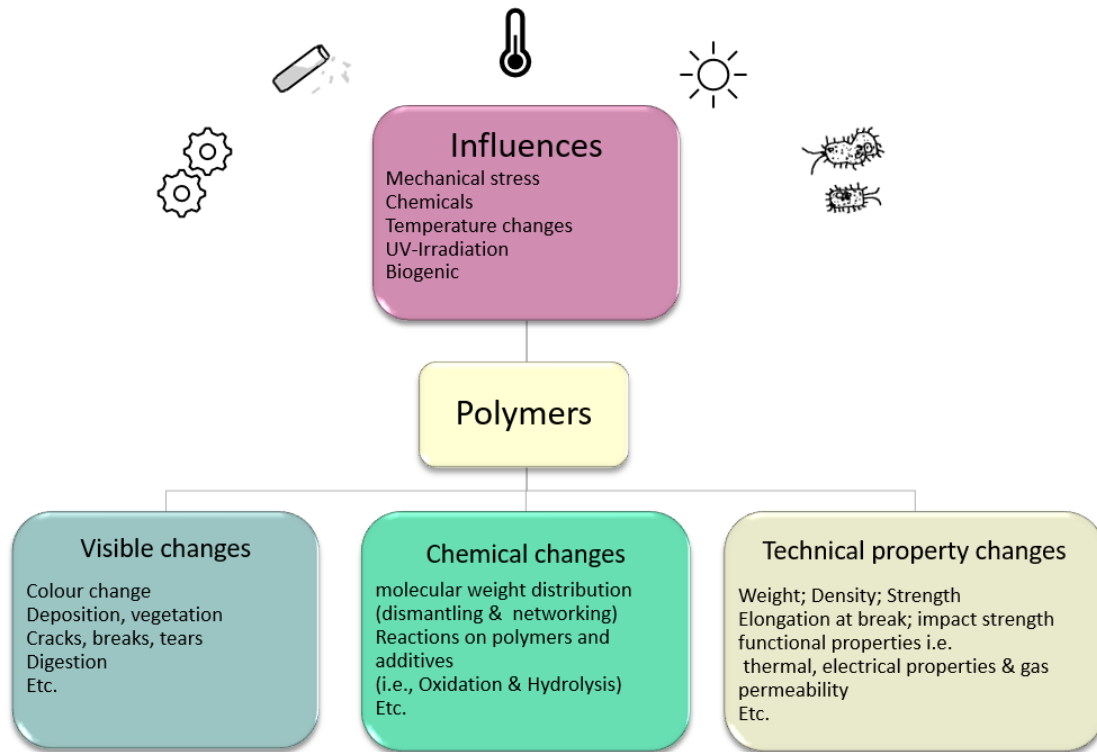 Influences
Mechanical stress
Chemicals
Temperature changes
UV-Irradiation
Biogenic
Polymers
Visible changes
Colour change
Deposition, vegetation
Cracks, breaks, tears
Digestion
Etc.
Chemical changes
molecular weight distribution
(dismantling & networking)
Reactions on polymers and
additives
(i.e., Oxidation & Hydrolysis)
Etc.
Technical property changes
Weight; Density; Strength
Elongation at break; impact strength
functional properties i.e.
thermal, electrical properties & gas
permeability
Etc.